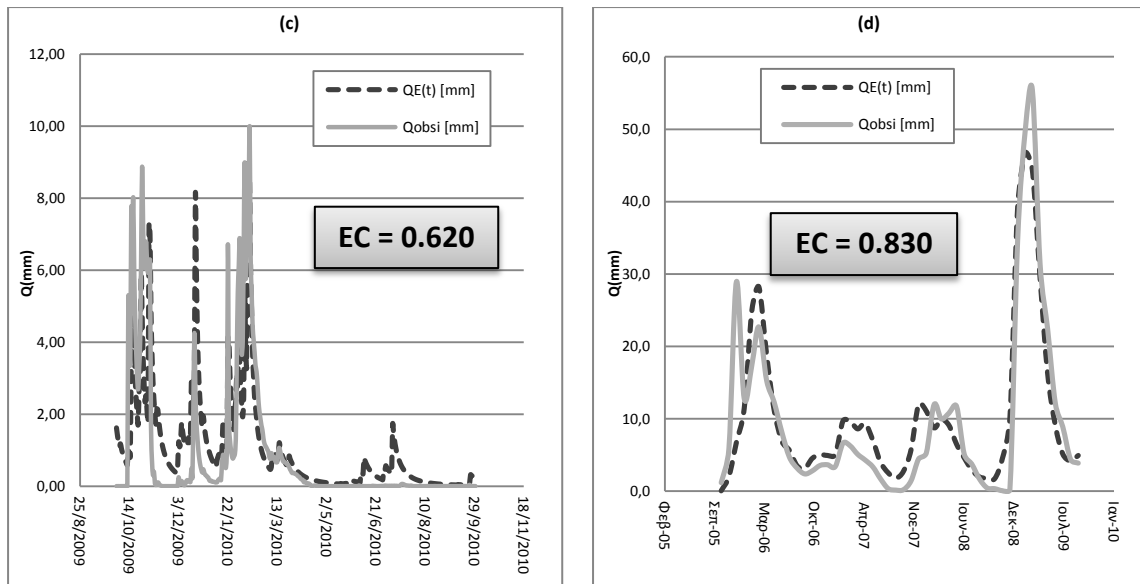 (c)
12,00
10,00
8,00
6,00
4,00
2,00
0,00
Q(mm)
QE(t) [mm]
Qobsi [mm]
EC = 0.620
25/8/2009
14/10/2009
3/12/2009
22/1/2010
13/3/2010
2/5/2010
21/6/2010
10/8/2010
29/9/2010
18/11/2010
(d)
60,0
50,0
40,0
30,0
20,0
10,0
0,0
Q(mm)
QE(t) [mm]
Qobsi [mm]
EC = 0.830
Φεβ-05
Σεπ-05
Μαρ-06
Οκτ-06
Απρ-07
Νοε-07
Ιουν-08
Δεκ-08
Ιουλ-09
Ιαν-10